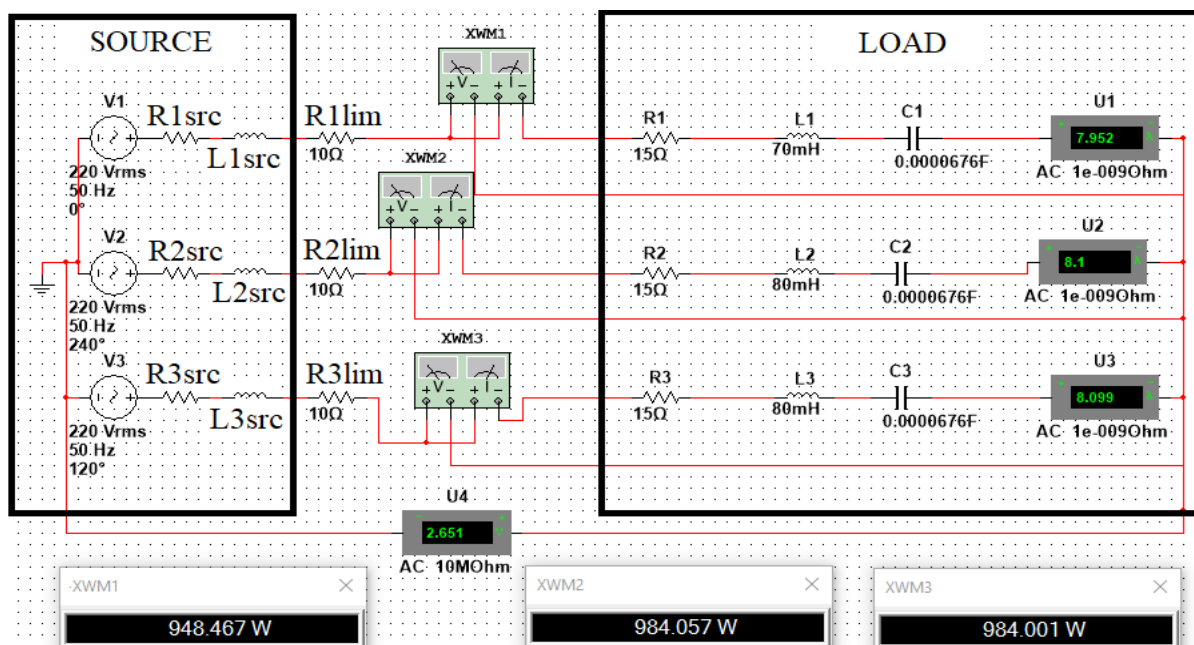 SOURCE
LOAD
XWM1
V1
R1src
L1src
R1lim
10Ω
+ V − + I −
R1
15Ω
L1
70mH
C1
0.0000676F
U1
7.952
A
AC 1e-009Ohm
220 Vrms
50 Hz
0°
XWM2
V2
R2src
L2src
R2lim
10Ω
+ V − + I −
R2
15Ω
L2
80mH
C2
0.0000676F
U2
8.1
A
AC 1e-009Ohm
220 Vrms
50 Hz
240°
XWM3
V3
R3src
L3src
R3lim
10Ω
+ V − + I −
R3
15Ω
L3
80mH
C3
0.0000676F
U3
8.099
A
AC 1e-009Ohm
220 Vrms
50 Hz
120°
U4
2.651
V
AC 10MOhm
XWM1
948.467 W
XWM2
984.057 W
XWM3
984.001 W